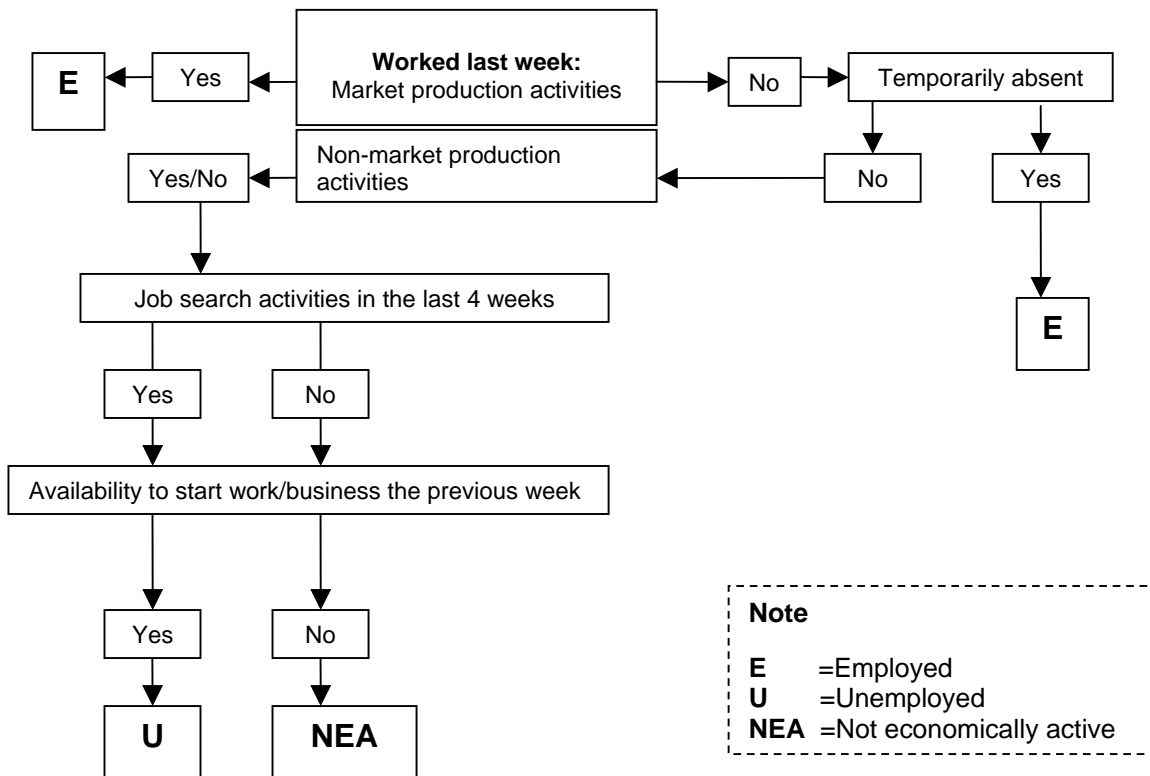 Worked last week:
Market production activities
E
Yes
No
Temporarily absent
Non-market production
activities
Yes/No
No
Yes
Job search activities in the last 4 weeks
E
Yes
No
Availability to start work/business the previous week
Yes
No
U
NEA
Note
E =Employed
U =Unemployed
NEA =Not economically active